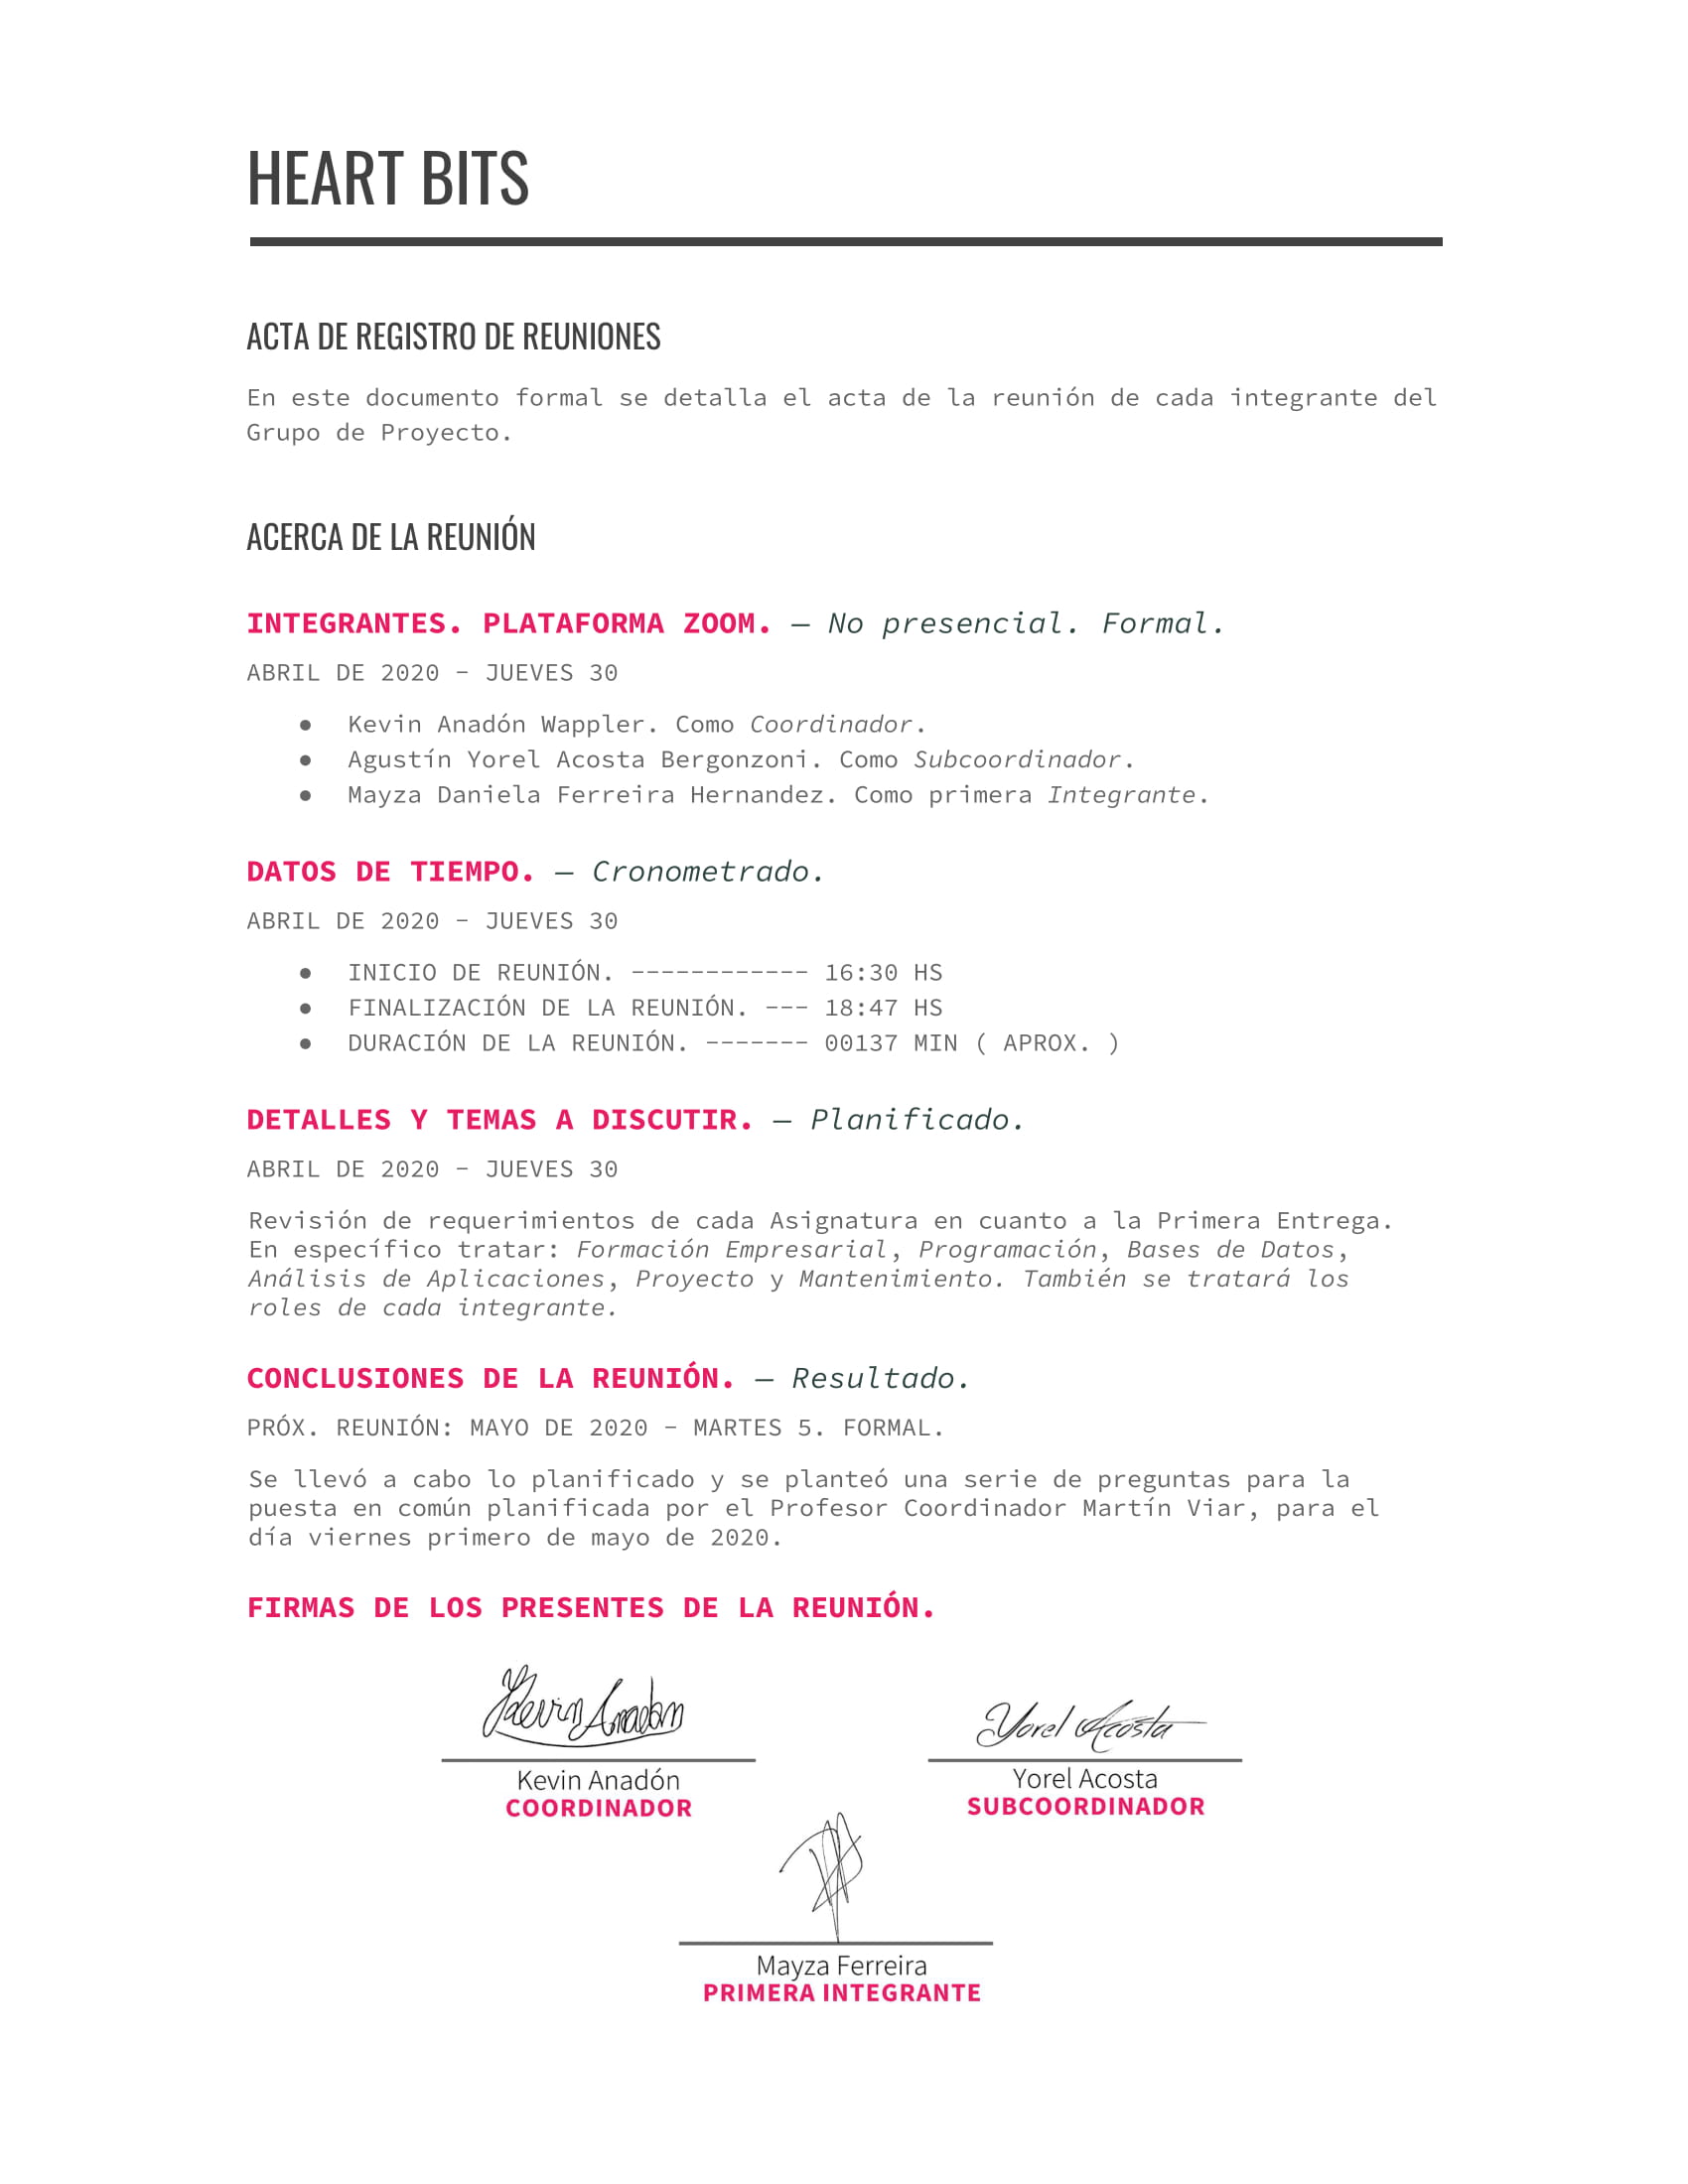 HEART BITS
ACTA DE REGISTRO DE REUNIONES
En este documento formal se detalla el acta de la reunión de cada integrante del
Grupo de Proyecto.
ACERCA DE LA REUNIÓN
INTEGRANTES. PLATAFORMA ZOOM. — No presencial. Formal.
ABRIL DE 2020 - JUEVES 30
● Kevin Anadón Wappler. Como Coordinador.
● Agustín Yorel Acosta Bergonzoni. Como Subcoordinador.
● Mayza Daniela Ferreira Hernandez. Como primera Integrante.
DATOS DE TIEMPO. — Cronometrado.
ABRIL DE 2020 - JUEVES 30
● INICIO DE REUNIÓN. ------------ 16:30 HS
● FINALIZACIÓN DE LA REUNIÓN. --- 18:47 HS
● DURACIÓN DE LA REUNIÓN. ------- 00137 MIN ( APROX. )
DETALLES Y TEMAS A DISCUTIR. — Planificado.
ABRIL DE 2020 - JUEVES 30
Revisión de requerimientos de cada Asignatura en cuanto a la Primera Entrega.
En específico tratar: Formación Empresarial, Programación, Bases de Datos,
Análisis de Aplicaciones, Proyecto y Mantenimiento. También se tratará los
roles de cada integrante.
CONCLUSIONES DE LA REUNIÓN. — Resultado.
PRÓX. REUNIÓN: MAYO DE 2020 - MARTES 5. FORMAL.
Se llevó a cabo lo planificado y se planteó una serie de preguntas para la
puesta en común planificada por el Profesor Coordinador Martín Viar, para el
día viernes primero de mayo de 2020.
FIRMAS DE LOS PRESENTES DE LA REUNIÓN.
Kevin Anadón
Yorel Acosta
Kevin Anadón
COORDINADOR
Yorel Acosta
SUBCOORDINADOR
Mayza Ferreira
PRIMERA INTEGRANTE